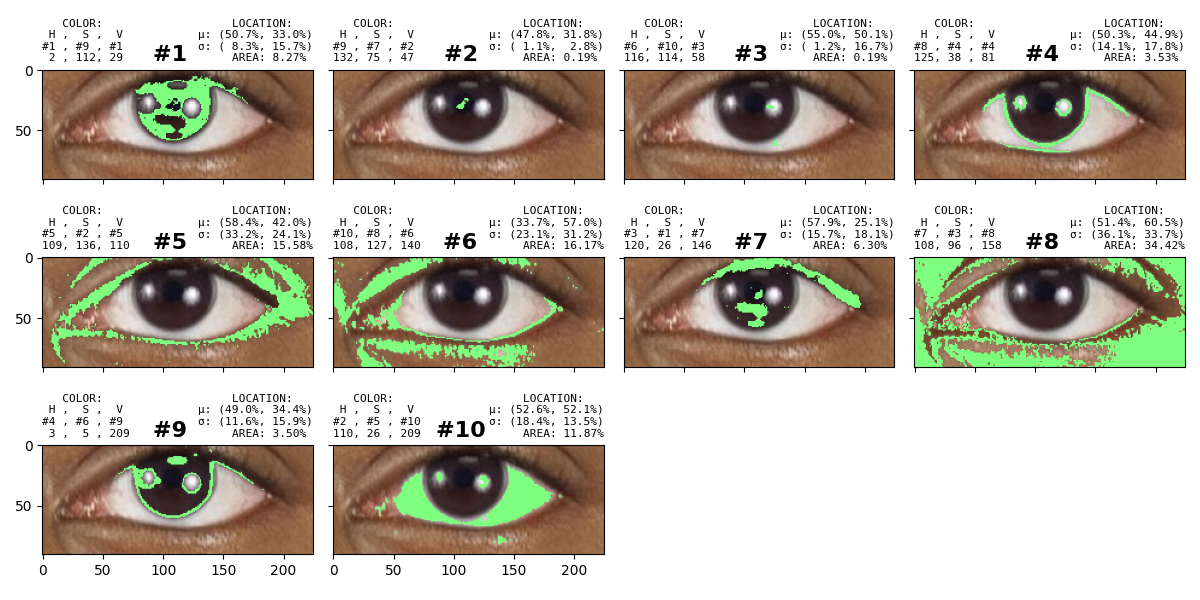 COLOR: LOCATION:
H , S , V μ: (50.7%, 33.0%)
#1 , #9 , #1 #1 σ: ( 8.3%, 15.7%)
2 , 112, 29 AREA: 8.27%
COLOR: LOCATION:
H , S , V μ: (47.8%, 31.8%)
#9 , #7 , #2 #2 σ: ( 1.1%, 2.8%)
132, 75 , 47 AREA: 0.19%
COLOR: LOCATION:
H , S , V μ: (55.0%, 50.1%)
#6 , #10, #3 #3 σ: ( 1.2%, 16.7%)
116, 114, 58 AREA: 0.19%
COLOR: LOCATION:
H , S , V μ: (50.3%, 44.9%)
#8 , #4 , #4 #4 σ: (14.1%, 17.8%)
125, 38 , 81 AREA: 3.53%
0
50
COLOR: LOCATION:
H , S , V μ: (58.4%, 42.0%)
#5 , #2 , #5 #5 σ: (33.2%, 24.1%)
109, 136, 110 AREA: 15.58%
COLOR: LOCATION:
H , S , V μ: (33.7%, 57.0%)
#10, #8 , #6 #6 σ: (23.1%, 31.2%)
108, 127, 140 AREA: 16.17%
COLOR: LOCATION:
H , S , V μ: (57.9%, 25.1%)
#3 , #1 , #7 #7 σ: (15.7%, 18.1%)
120, 26 , 146 AREA: 6.30%
COLOR: LOCATION:
H , S , V μ: (51.4%, 60.5%)
#7 , #3 , #8 #8 σ: (36.1%, 33.7%)
108, 96 , 158 AREA: 34.42%
0
50
COLOR: LOCATION:
H , S , V μ: (49.0%, 34.4%)
#4 , #6 , #9 #9 σ: (11.6%, 15.9%)
3 , 5 , 209 AREA: 3.50%
COLOR: LOCATION:
H , S , V μ: (52.6%, 52.1%)
#2 , #5 , #10 #10 σ: (18.4%, 13.5%)
110, 26 , 209 AREA: 11.87%
0
50
0 50 100 150 200
0 50 100 150 200